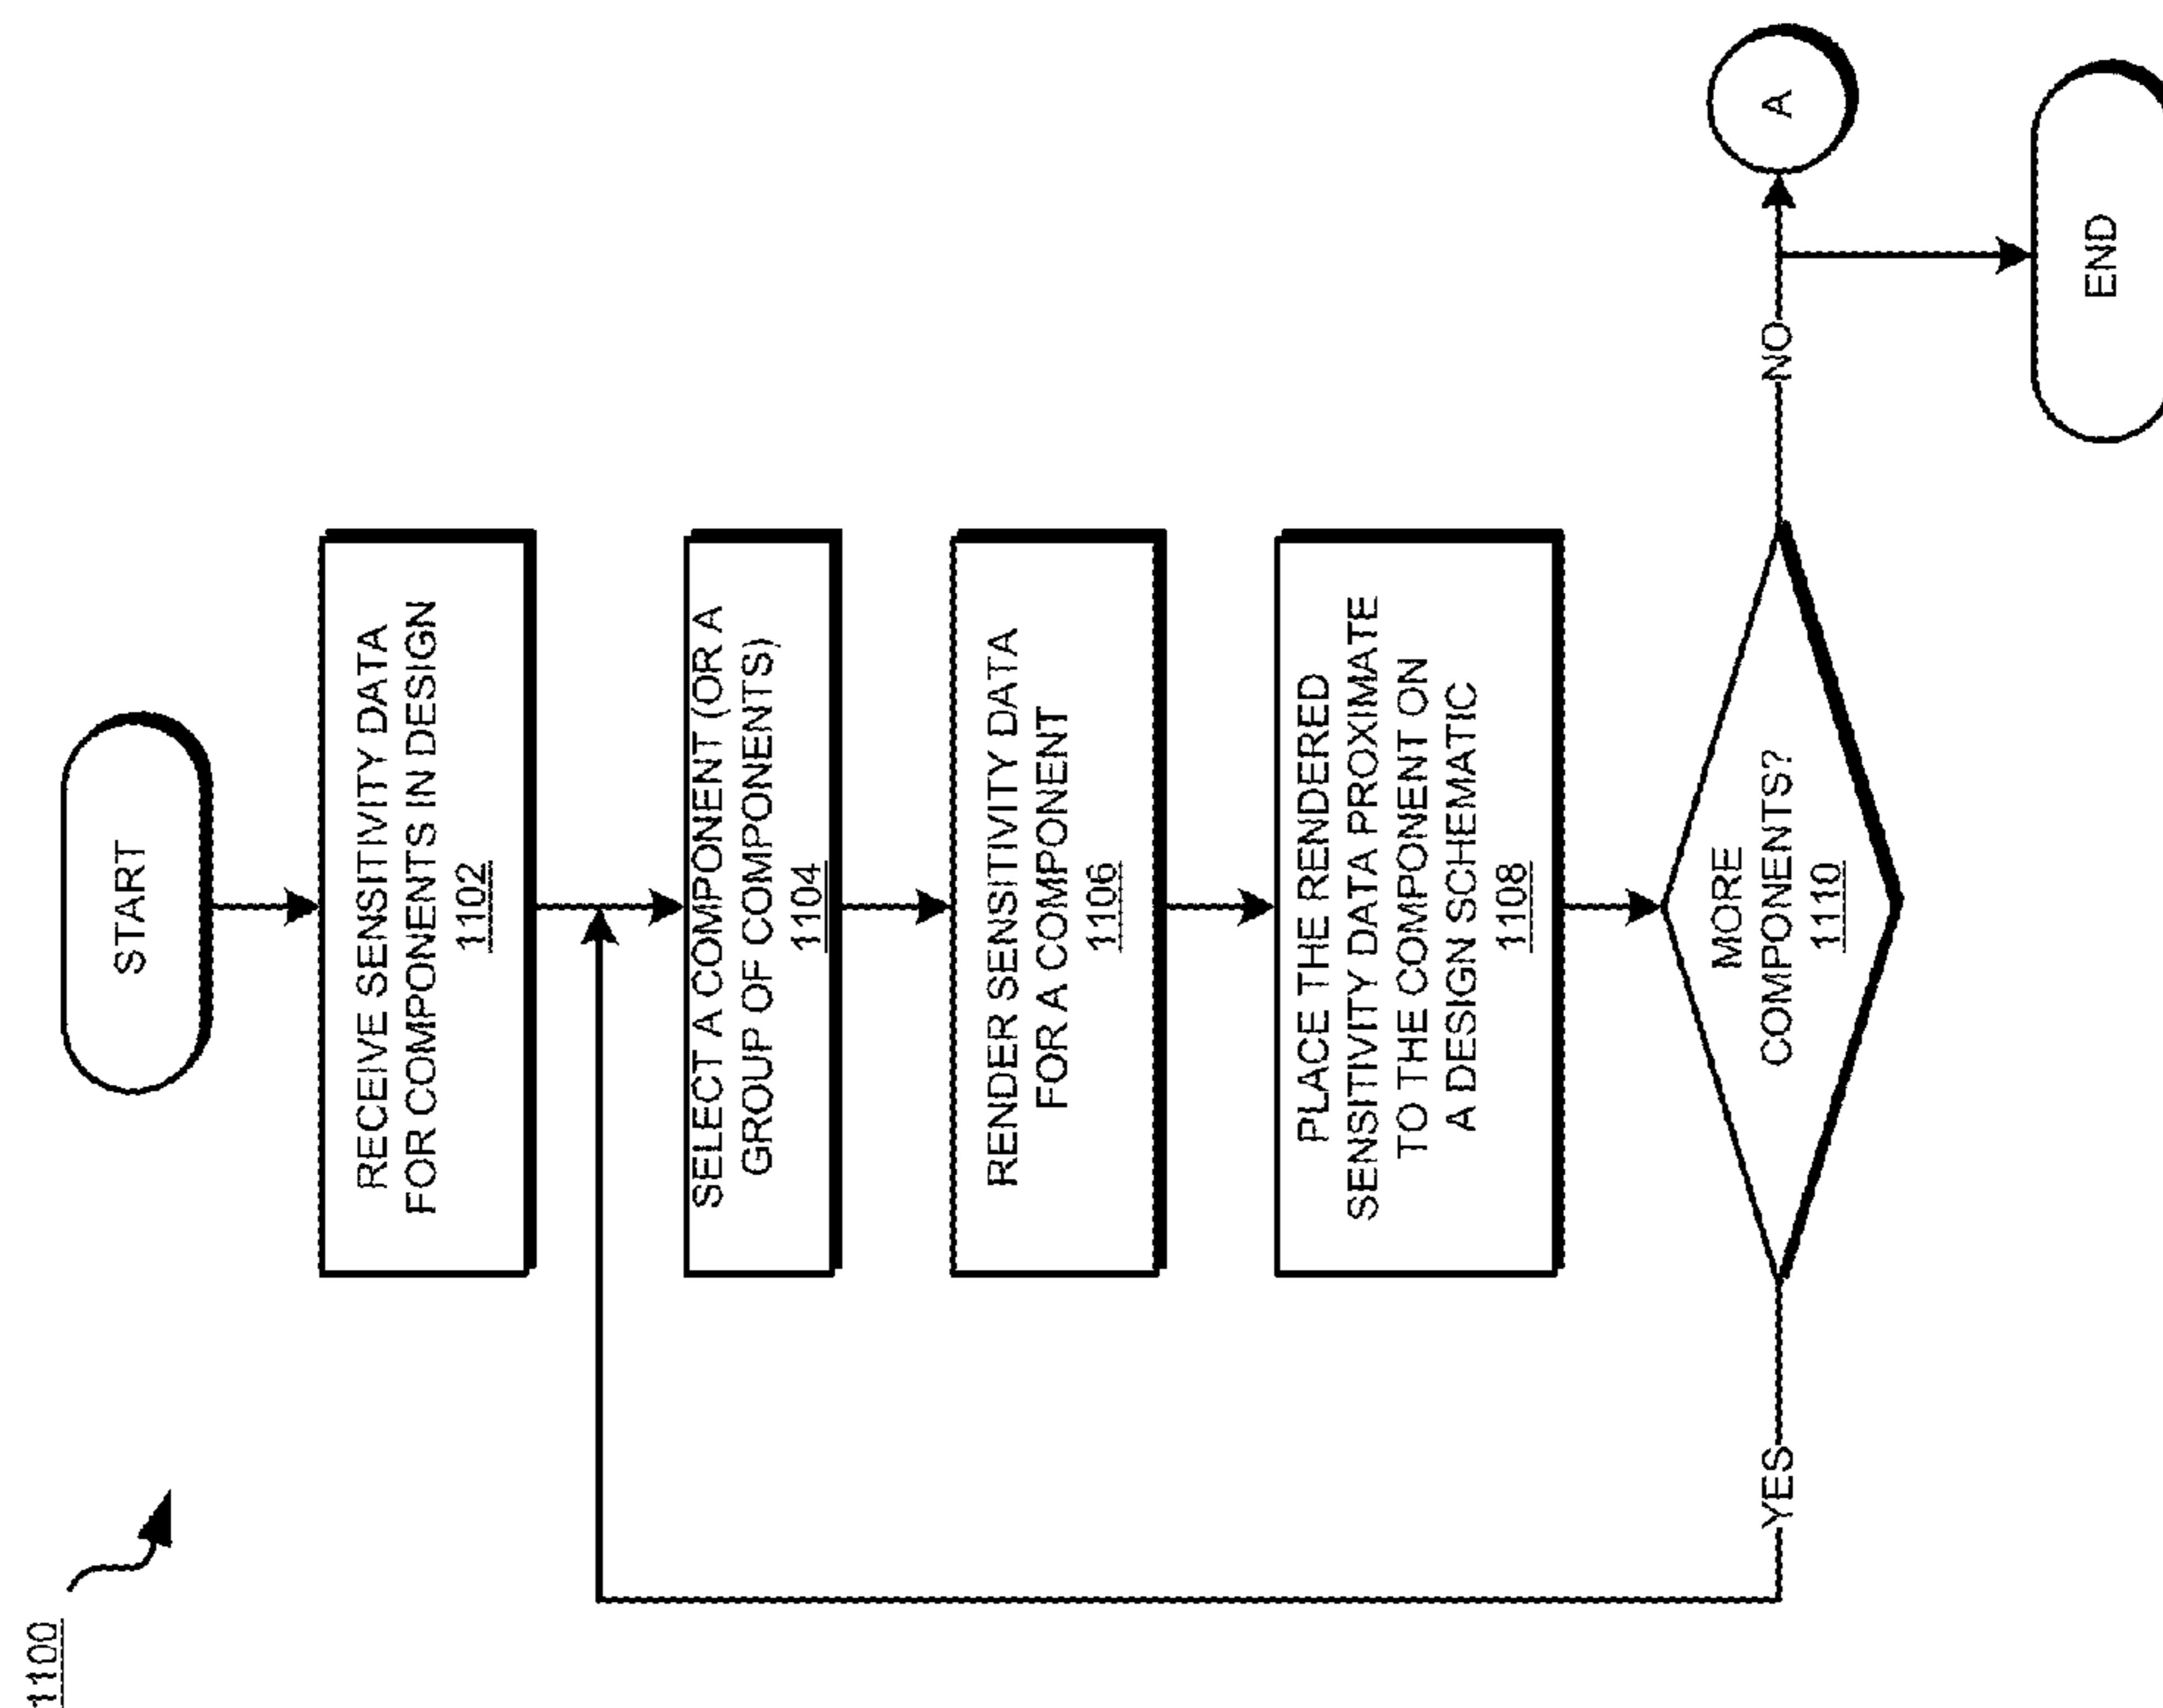 1100
START
RECEIVE SENSITIVITY DATA
FOR COMPONENTS IN DESIGN
1102
SELECT A COMPONENT (OR A
GROUP OF COMPONENTS)
1104
RENDER SENSITIVITY DATA
FOR A COMPONENT
1106
PLACE THE RENDERED
SENSITIVITY DATA PROXIMATE
TO THE COMPONENT ON
A DESIGN SCHEMATIC
1108
MORE
COMPONENTS?
1110
YES
NO
A
END